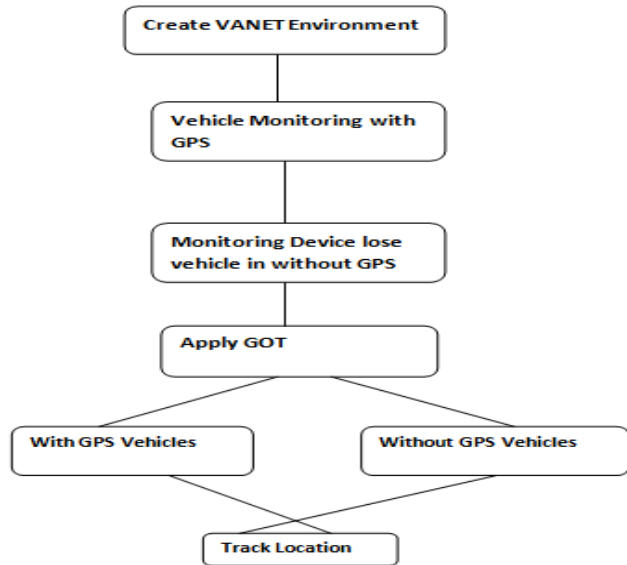 Create VANET Environment
Vehicle Monitoring with
GPS
Monitoring Device lose
vehicle in without GPS
Apply GOT
With GPS Vehicles
Without GPS Vehicles
Track Location